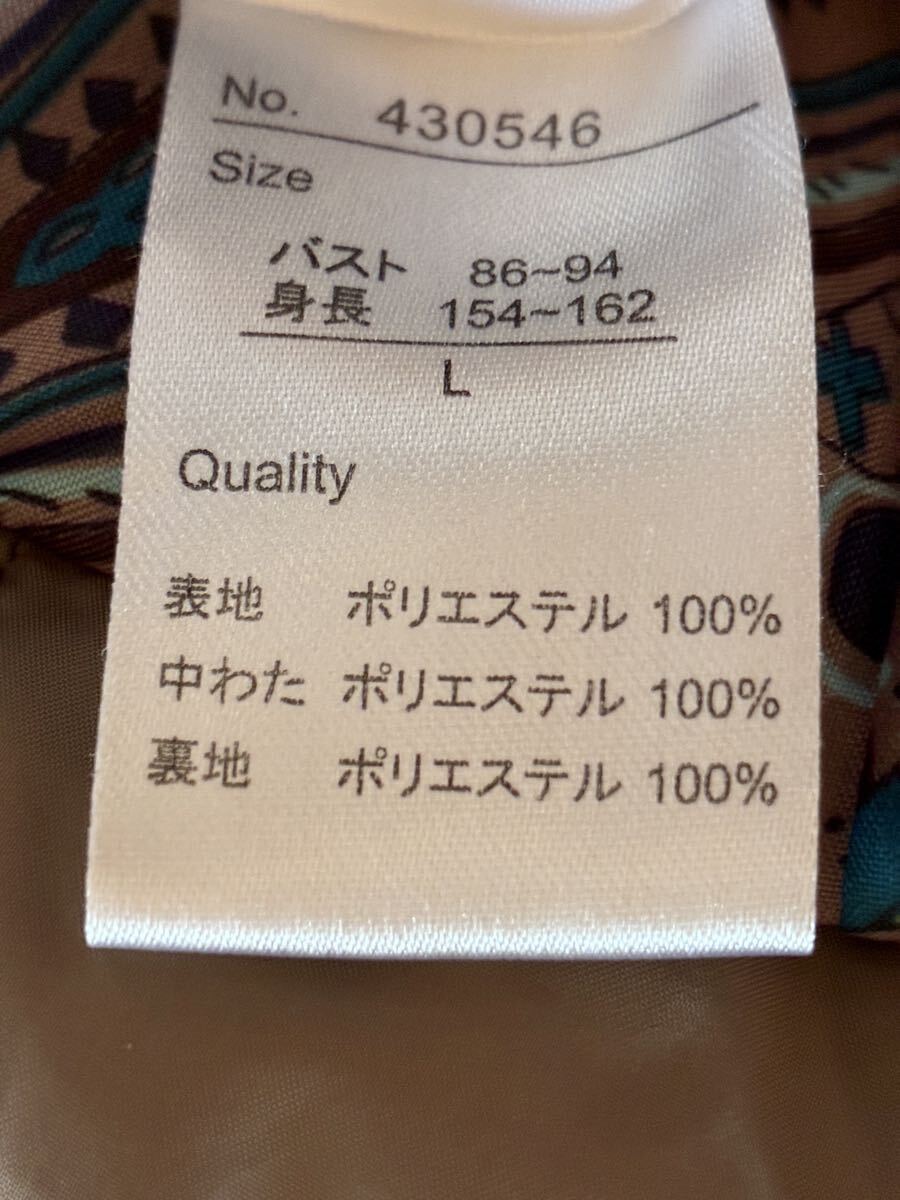 No. 430546
Size
バスト 86~94
身長 154~162
L
Quality
表地 ポリエステル 100%
中わた ポリエステル 100%
裏地 ポリエステル 100%